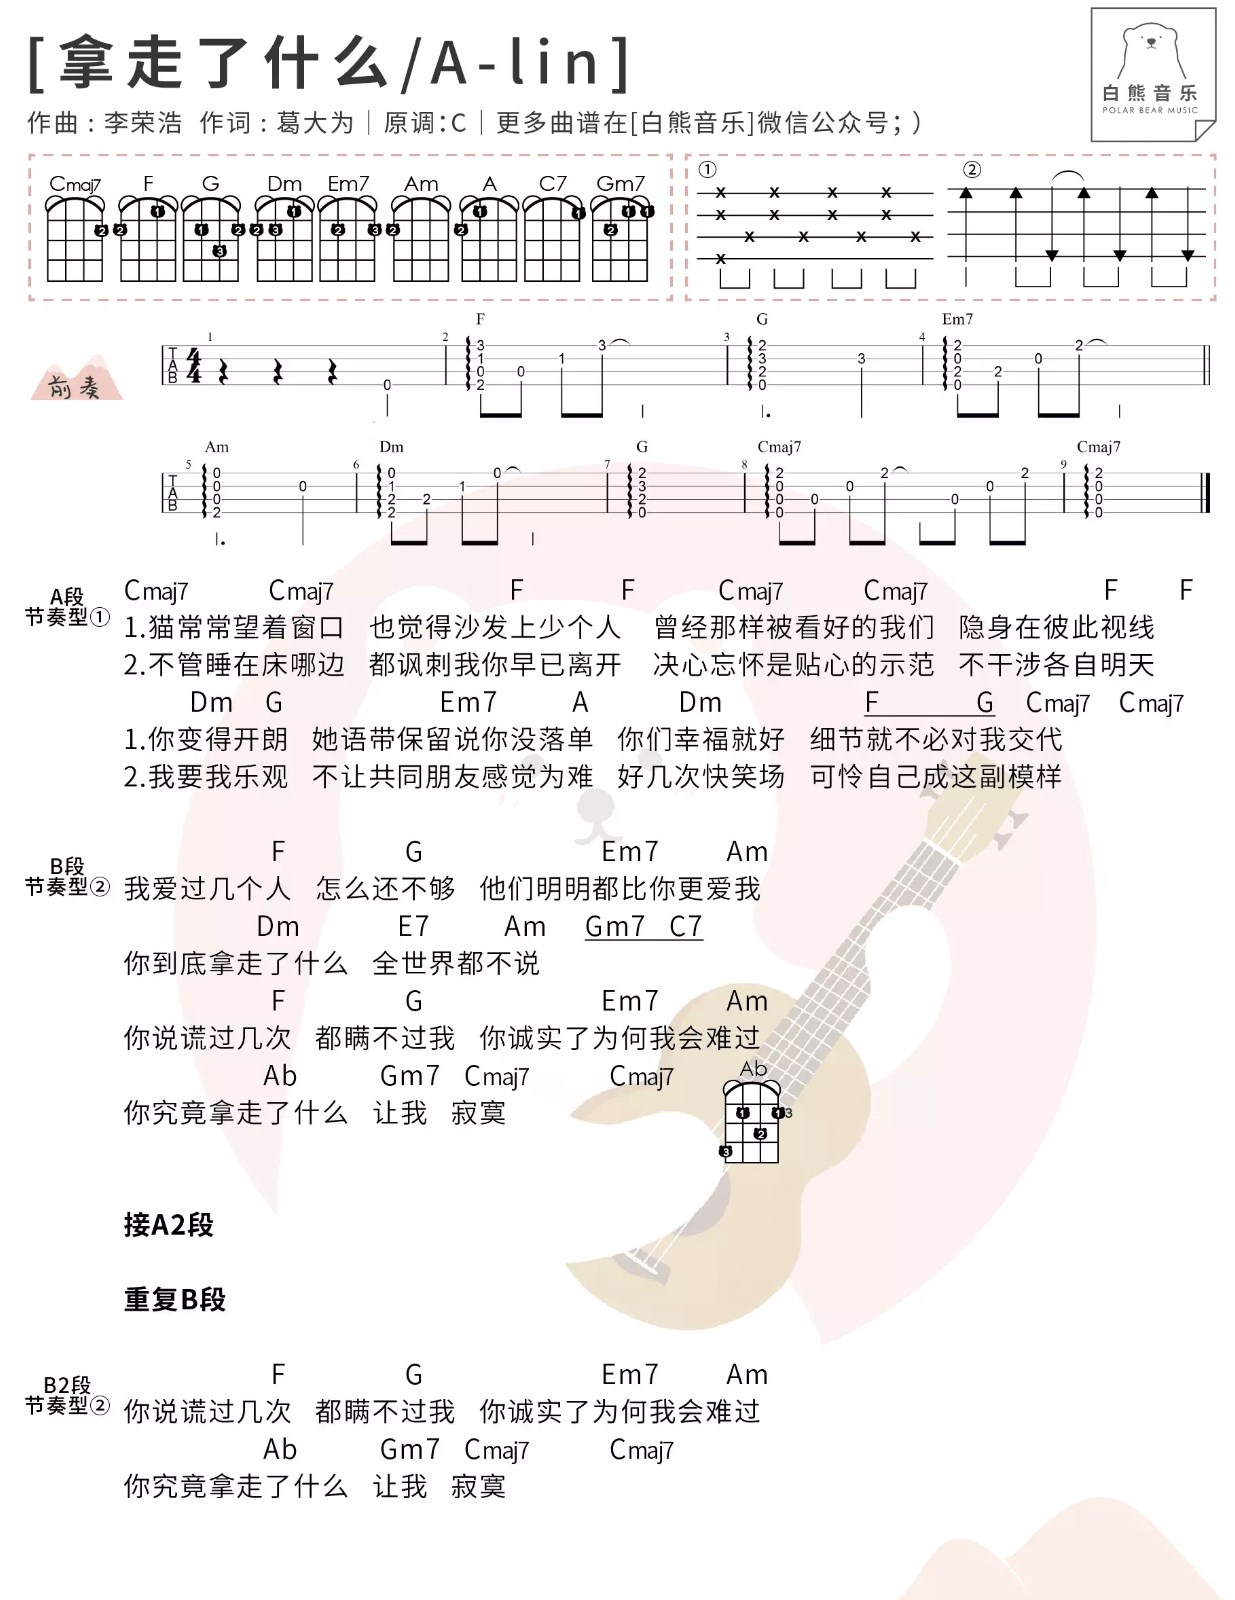 [拿走了什么/A-lin]
白熊音乐
POLAR BEAR MUSIC
作曲：李荣浩 作词：葛大为｜原调:C｜更多曲谱在[白熊音乐]微信公众号；）
Cmaj7 F G Dm Em7 Am A C7 Gm7
① ②
前奏
F G Em7
Am Dm G Cmaj7 Cmaj7
A段
节奏型①
Cmaj7 Cmaj7 F F Cmaj7 Cmaj7 F F
1.猫常常望着窗口 也觉得沙发上少个人 曾经那样被看好的我们 隐身在彼此视线
2.不管睡在床哪边 都讽刺我你早已离开 决心忘怀是贴心的示范 不干涉各自明天
Dm G Em7 A Dm F G Cmaj7 Cmaj7
1.你变得开朗 她语带保留说你没落单 你们幸福就好 细节就不必对我交代
2.我要我乐观 不让共同朋友感觉为难 好几次快笑场 可怜自己成这副模样
B段
节奏型②
F G Em7 Am
我爱过几个人 怎么还不够 他们明明都比你更爱我
Dm E7 Am Gm7 C7
你到底拿走了什么 全世界都不说
F G Em7 Am
你说谎过几次 都瞒不过我 你诚实了为何我会难过
Ab Gm7 Cmaj7 Cmaj7 Ab
你究竟拿走了什么 让我 寂寞
接A2段
重复B段
B2段
节奏型②
F G Em7 Am
你说谎过几次 都瞒不过我 你诚实了为何我会难过
Ab Gm7 Cmaj7 Cmaj7
你究竟拿走了什么 让我 寂寞